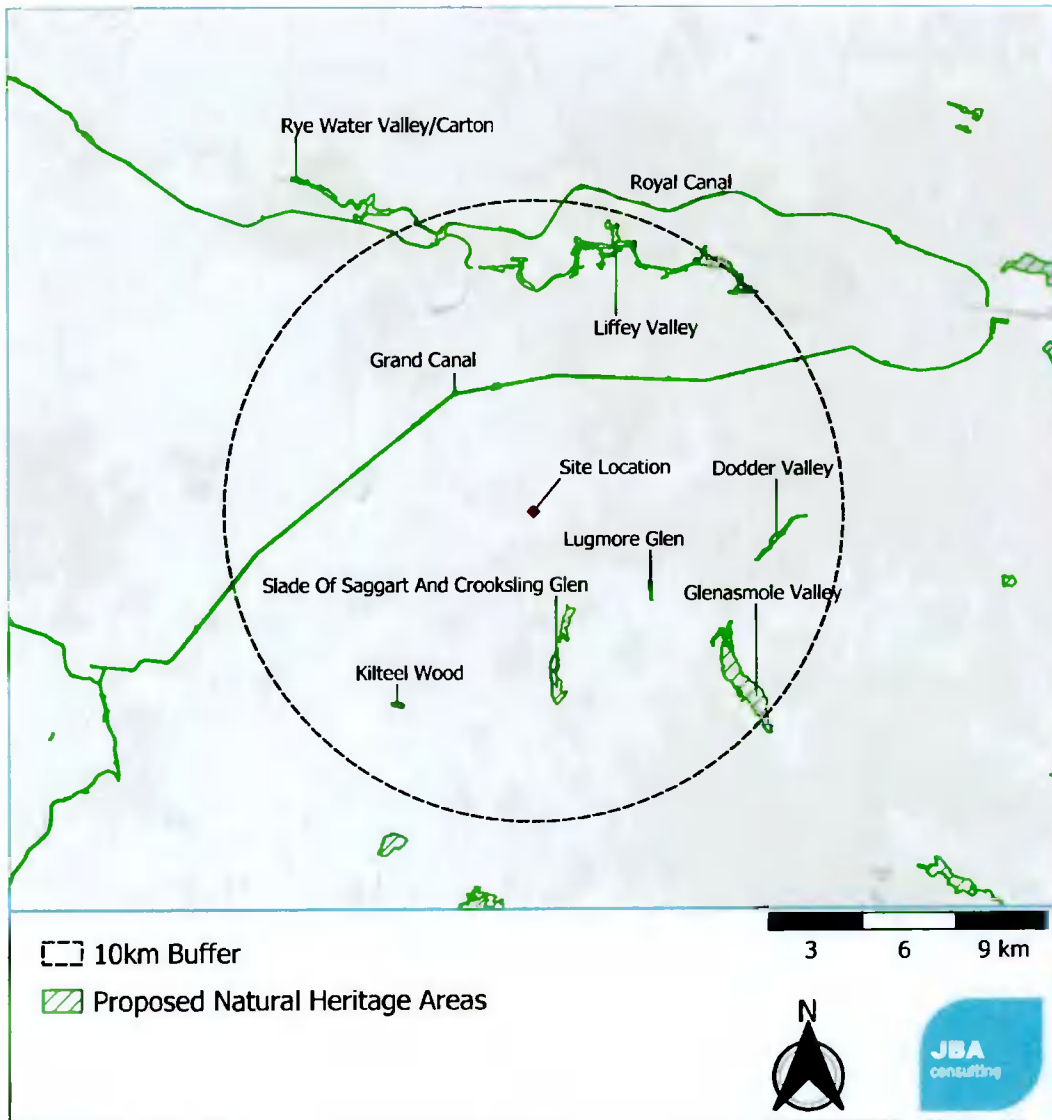 Rye Water Valley/Carton
Royal Canal
Liffey Valley
Grand Canal
Site Location
Dodder Valley
Lugmore Glen
Slade Of Saggart And Crooksling Glen
Glenasmole Valley
Kilteel Wood
10km Buffer
3 6 9 km
Proposed Natural Heritage Areas
N
JBA
consulting